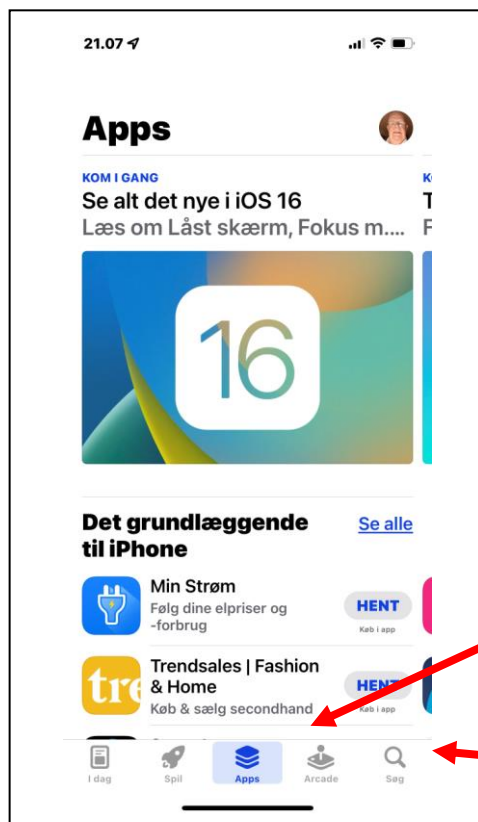 21.07
Apps
KOM I GANG
Se alt det nye i iOS 16
Læs om Låst skærm, Fokus m....
16
Det grundlæggende
til iPhone
Se alle
Min Strøm
Følg dine elpriser og
-forbrug
HENT
Køb i app
tre
Trendsales | Fashion
& Home
Køb & sælg secondhand
HENT
Køb i app
I dag
Spil
Apps
Arcade
Søg